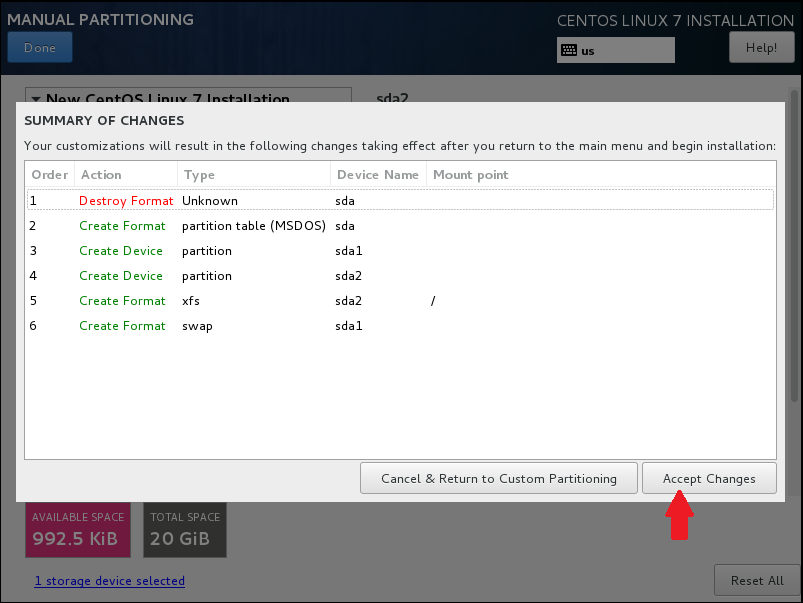 MANUAL PARTITIONING
CENTOS LINUX 7 INSTALLATION
Done
us
Help!
New CentOS Linux 7 Installation
sda2
SUMMARY OF CHANGES
Your customizations will result in the following changes taking effect after you return to the main menu and begin installation:
Order Action Type Device Name Mount point
1 Destroy Format Unknown sda
2 Create Format partition table (MSDOS) sda
3 Create Device partition sda1
4 Create Device partition sda2
5 Create Format xfs sda2 /
6 Create Format swap sda1
Cancel & Return to Custom Partitioning
Accept Changes
AVAILABLE SPACE
992.5 KiB
TOTAL SPACE
20 GiB
1 storage device selected
Reset All